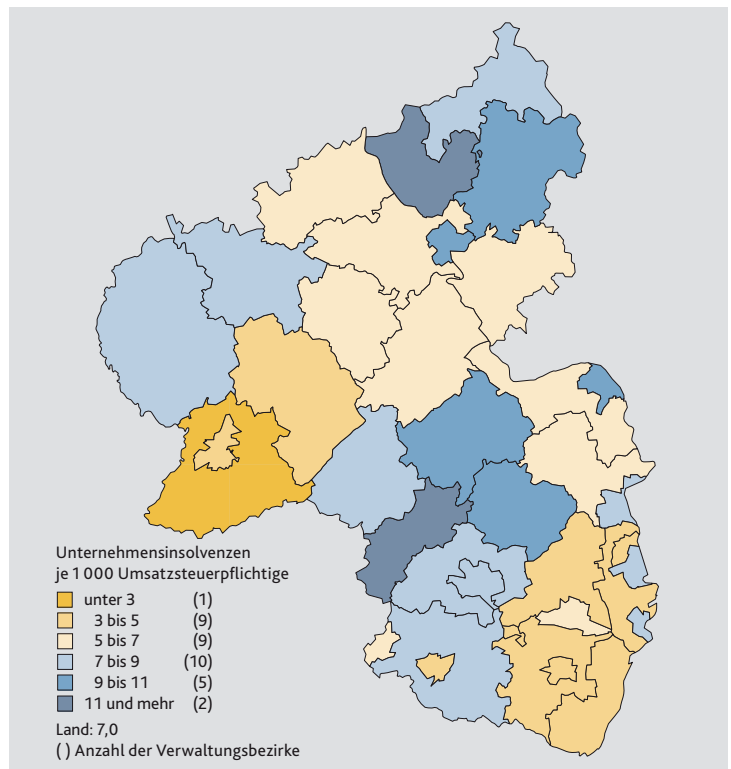 Unternehmensinsolvenzen
je 1 000 Umsatzsteuerpflichtige
unter 3 (1)
3 bis 5 (9)
5 bis 7 (9)
7 bis 9 (10)
9 bis 11 (5)
11 und mehr (2)
Land: 7,0
( ) Anzahl der Verwaltungsbezirke